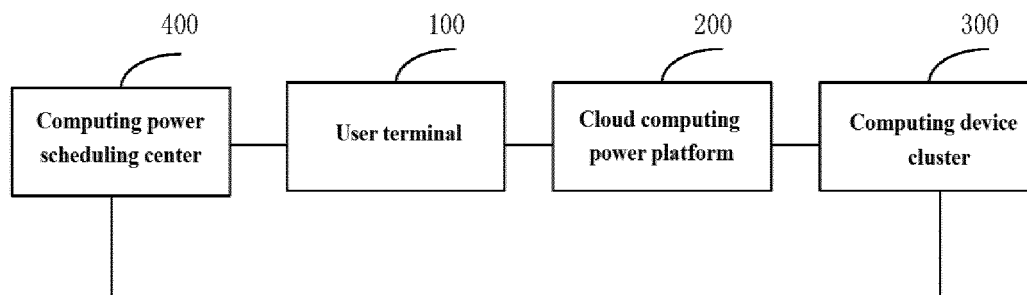 400
100
200
300
Computing power
scheduling center
User terminal
Cloud computing
power platform
Computing device
cluster